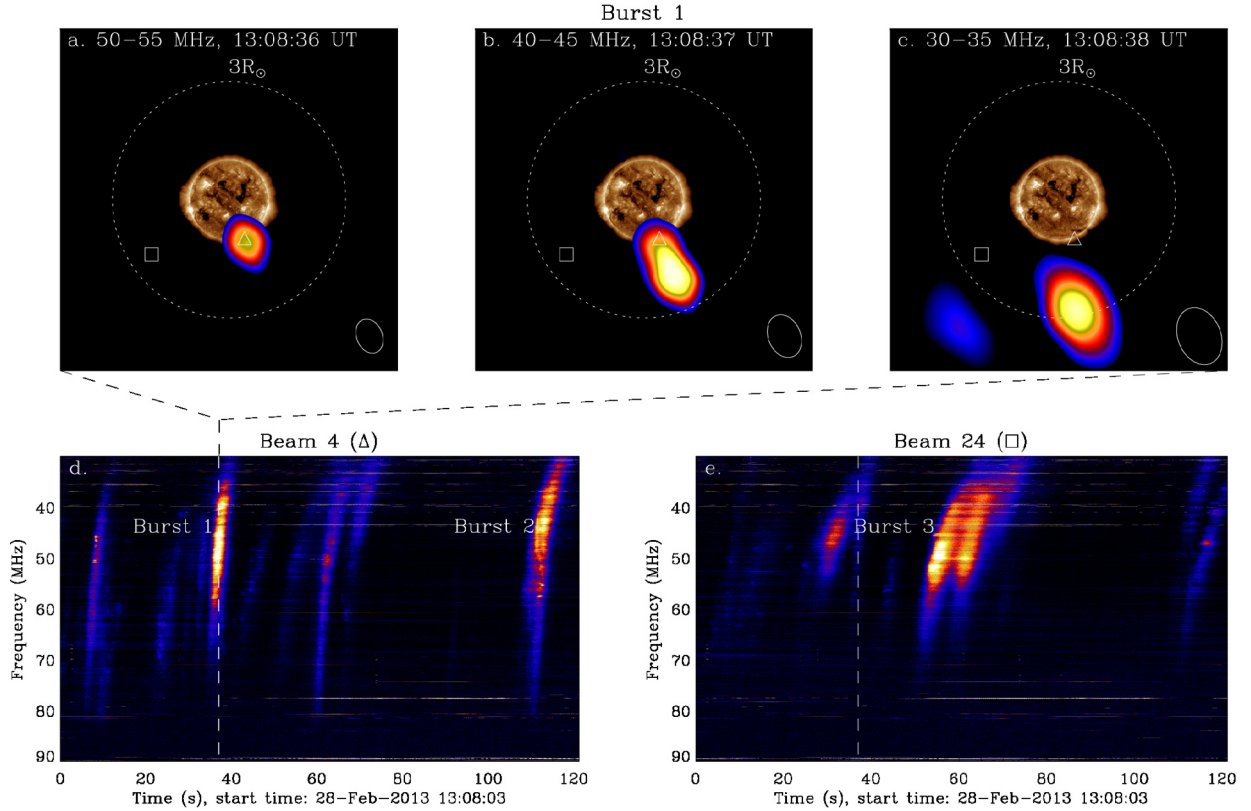 Burst 1
a. 50-55 MHz, 13:08:36 UT
3R☉
b. 40-45 MHz, 13:08:37 UT
3R☉
c. 30-35 MHz, 13:08:38 UT
3R☉
Beam 4 (Δ)
d.
Burst 1
Burst 2
Frequency (MHz)
40
50
60
70
80
90
0 20 40 60 80 100 120
Time (s), start time: 28-Feb-2013 13:08:03
Beam 24 (□)
e.
Burst 3
Frequency (MHz)
40
50
60
70
80
90
0 20 40 60 80 100 120
Time (s), start time: 28-Feb-2013 13:08:03